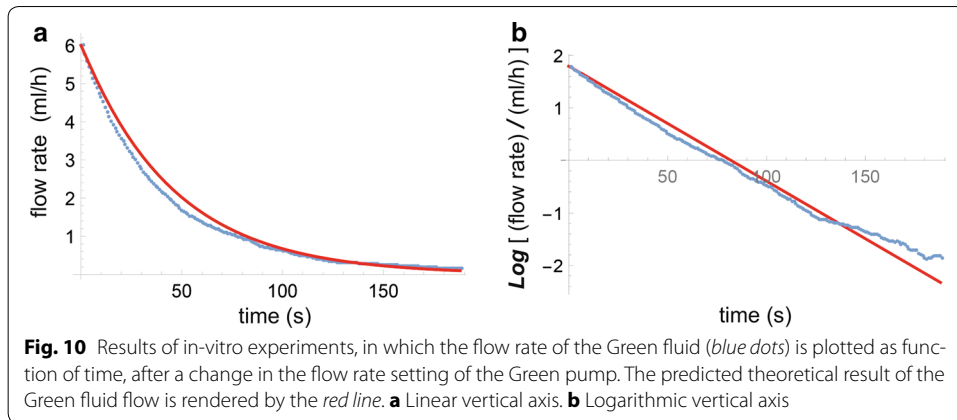 a
6
5
4
3
2
1
flow rate (ml/h)
50
100
150
time (s)
b
2
1
−1
−2
Log [ (flow rate) / (ml/h) ]
50
100
150
time (s)
Fig. 10 Results of in-vitro experiments, in which the flow rate of the Green fluid (blue dots) is plotted as func-
tion of time, after a change in the flow rate setting of the Green pump. The predicted theoretical result of the
Green fluid flow is rendered by the red line. a Linear vertical axis. b Logarithmic vertical axis